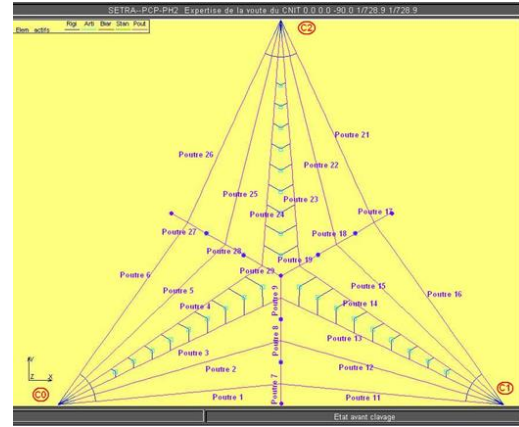 SETRA--PCP-PH2 Expertise de la voute du CNIT 0.0 0.0 -90.0 1/728.9 1/728.9
Elem actifs
Rigi Arti Bier Sten Pout
C2
Poutre 21
Poutre 26
Poutre 22
Poutre 25
Poutre 23
Poutre 24
Poutre 17
Poutre 27
Poutre 18
Poutre 28
Poutre 19
Poutre 29
Poutre 6
Poutre 5
Poutre 15
Poutre 16
Poutre 4
Poutre 9
Poutre 14
Poutre 3
Poutre 8
Poutre 13
Poutre 2
Poutre 12
Y
Z X
Poutre 7
C0
Poutre 1
Poutre 11
C1
Etat avant clavage